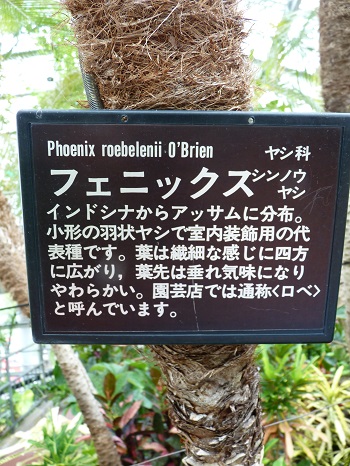 Phoenix roebelenii O'Brien ヤシ科
フェニックス シンノウ
ヤシ
インドシナからアッサムに分布。
小形の羽状ヤシで室内装飾用の代
表種です。葉は繊細な感じに四方
に広がり，葉先は垂れ気味になり
やわらかい。園芸店では通称<ロベ>
と呼んでいます。